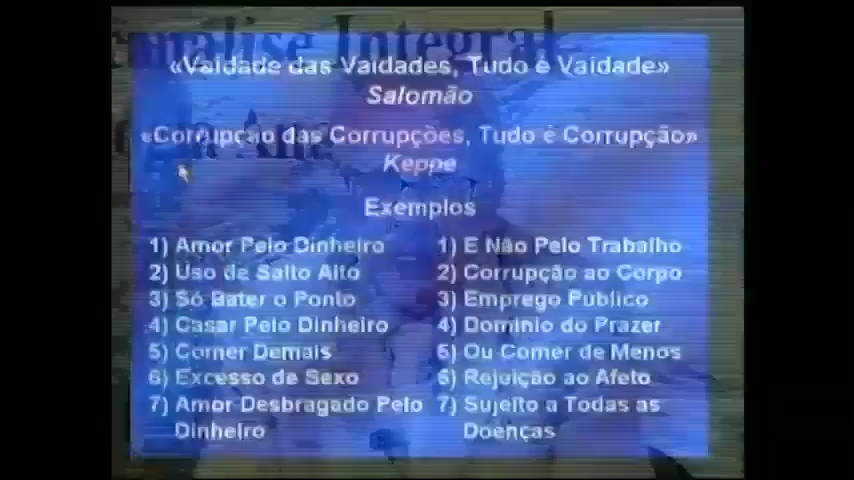 nálise Integral
«Vaidade das Vaidades, Tudo é Vaidade»
Salomão
«Corrupção das Corrupções, Tudo é Corrupção»
Keppe
Exemplos
1) Amor Pelo Dinheiro 1) E Não Pelo Trabalho
2) Uso de Salto Alto 2) Corrupção ao Corpo
3) Só Bater o Ponto 3) Emprego Público
4) Casar Pelo Dinheiro 4) Domínio do Prazer
5) Comer Demais 5) Ou Comer de Menos
6) Excesso de Sexo 6) Rejuição ao Afeto
7) Amor Desbragado Pelo 7) Sujeito a Todas as
Dinheiro Doenças